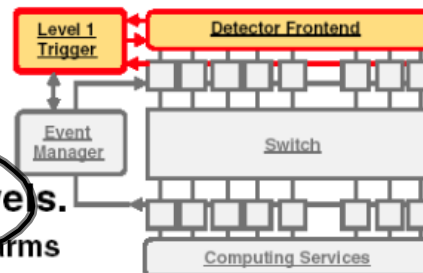 Level 1
Trigger
Detector Frontend
Event
Manager
Switch
Computing Services